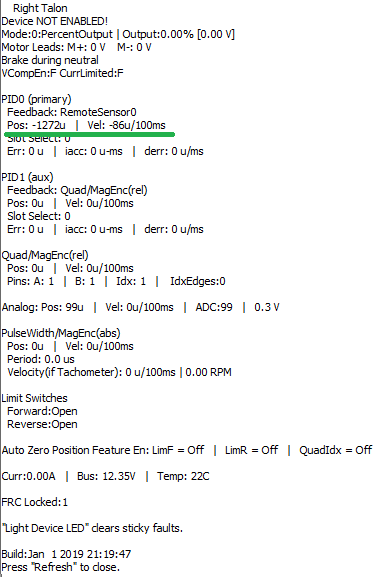 Right Talon
Device NOT ENABLED!
Mode:0:PercentOutput | Output:0.00% [0.00 V]
Motor Leads: M+: 0 V    M-: 0 V
Brake during neutral
VCompEn:F CurrLimited:F
PID0 (primary)
Feedback: RemoteSensor0
Pos: -1272u | Vel: -86u/100ms
Slot Select: 0
Err: 0 u | iacc: 0 u-ms | derr: 0 u/ms
PID1 (aux)
Feedback: Quad/MagEnc(rel)
Pos: 0u | Vel: 0u/100ms
Slot Select: 0
Err: 0 u | iacc: 0 u-ms | derr: 0 u/ms
Quad/MagEnc(rel)
Pos: 0u | Vel: 0u/100ms
Pins: A: 1 | B: 1 | Idx: 1 | IdxEdges:0
Analog: Pos: 99u | Vel: 0u/100ms | ADC:99 | 0.3 V
PulseWidth/MagEnc(abs)
Pos: 0u | Vel: 0u/100ms
Period: 0.0 us
Velocity(if Tachometer): 0 u/100ms | 0.00 RPM
Limit Switches
Forward:Open
Reverse:Open
Auto Zero Position Feature En: LimF = Off | LimR = Off | QuadIdx = Off
Curr:0.00A | Bus: 12.35V | Temp: 22C
FRC Locked:1
"Light Device LED" clears sticky faults.
Build:Jan  1 2019 21:19:47
Press "Refresh" to close.